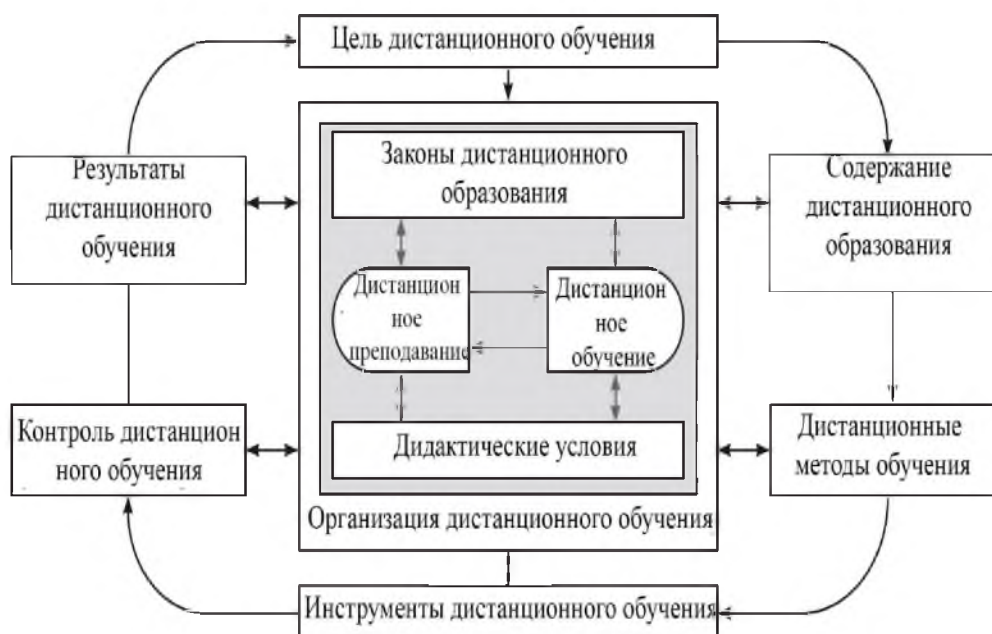 Цель дистанционного обучения
Законы дистанционного
образования
Результаты
дистанционного
обучения
Содержание
дистанционного
образования
Дистанцион
ное
преподавание
Дистанцион
ное
обучение
Контроль дистанцион
ного обучения
Дидактические условия
Дистанционные
методы обучения
Организация дистанционного обучения
Инструменты дистанционного обучения